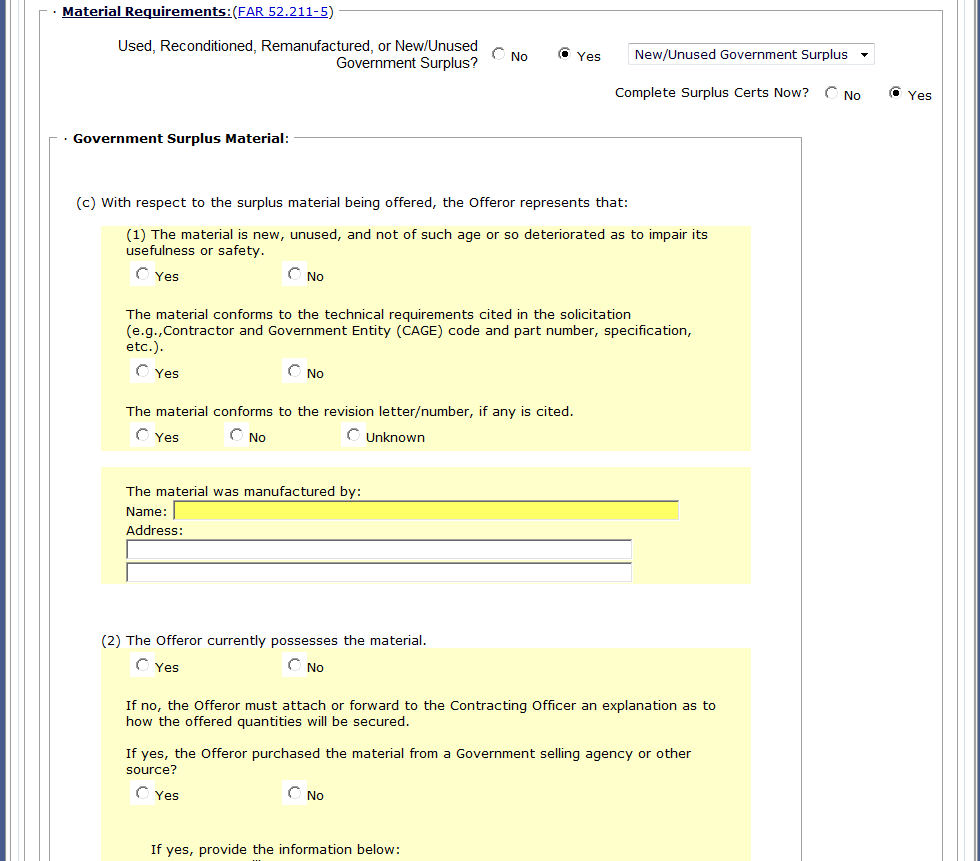 · Material Requirements:(FAR 52.211-5)
Used, Reconditioned, Remanufactured, or New/Unused
Government Surplus?
No
Yes
New/Unused Government Surplus
Complete Surplus Certs Now?
No
Yes
· Government Surplus Material:
(c) With respect to the surplus material being offered, the Offeror represents that:
(1) The material is new, unused, and not of such age or so deteriorated as to impair its
usefulness or safety.
Yes No
The material conforms to the technical requirements cited in the solicitation
(e.g.,Contractor and Government Entity (CAGE) code and part number, specification,
etc.).
Yes No
The material conforms to the revision letter/number, if any is cited.
Yes No Unknown
The material was manufactured by:
Name:
Address:
(2) The Offeror currently possesses the material.
Yes No
If no, the Offeror must attach or forward to the Contracting Officer an explanation as to
how the offered quantities will be secured.
If yes, the Offeror purchased the material from a Government selling agency or other
source?
Yes No
If yes, provide the information below: